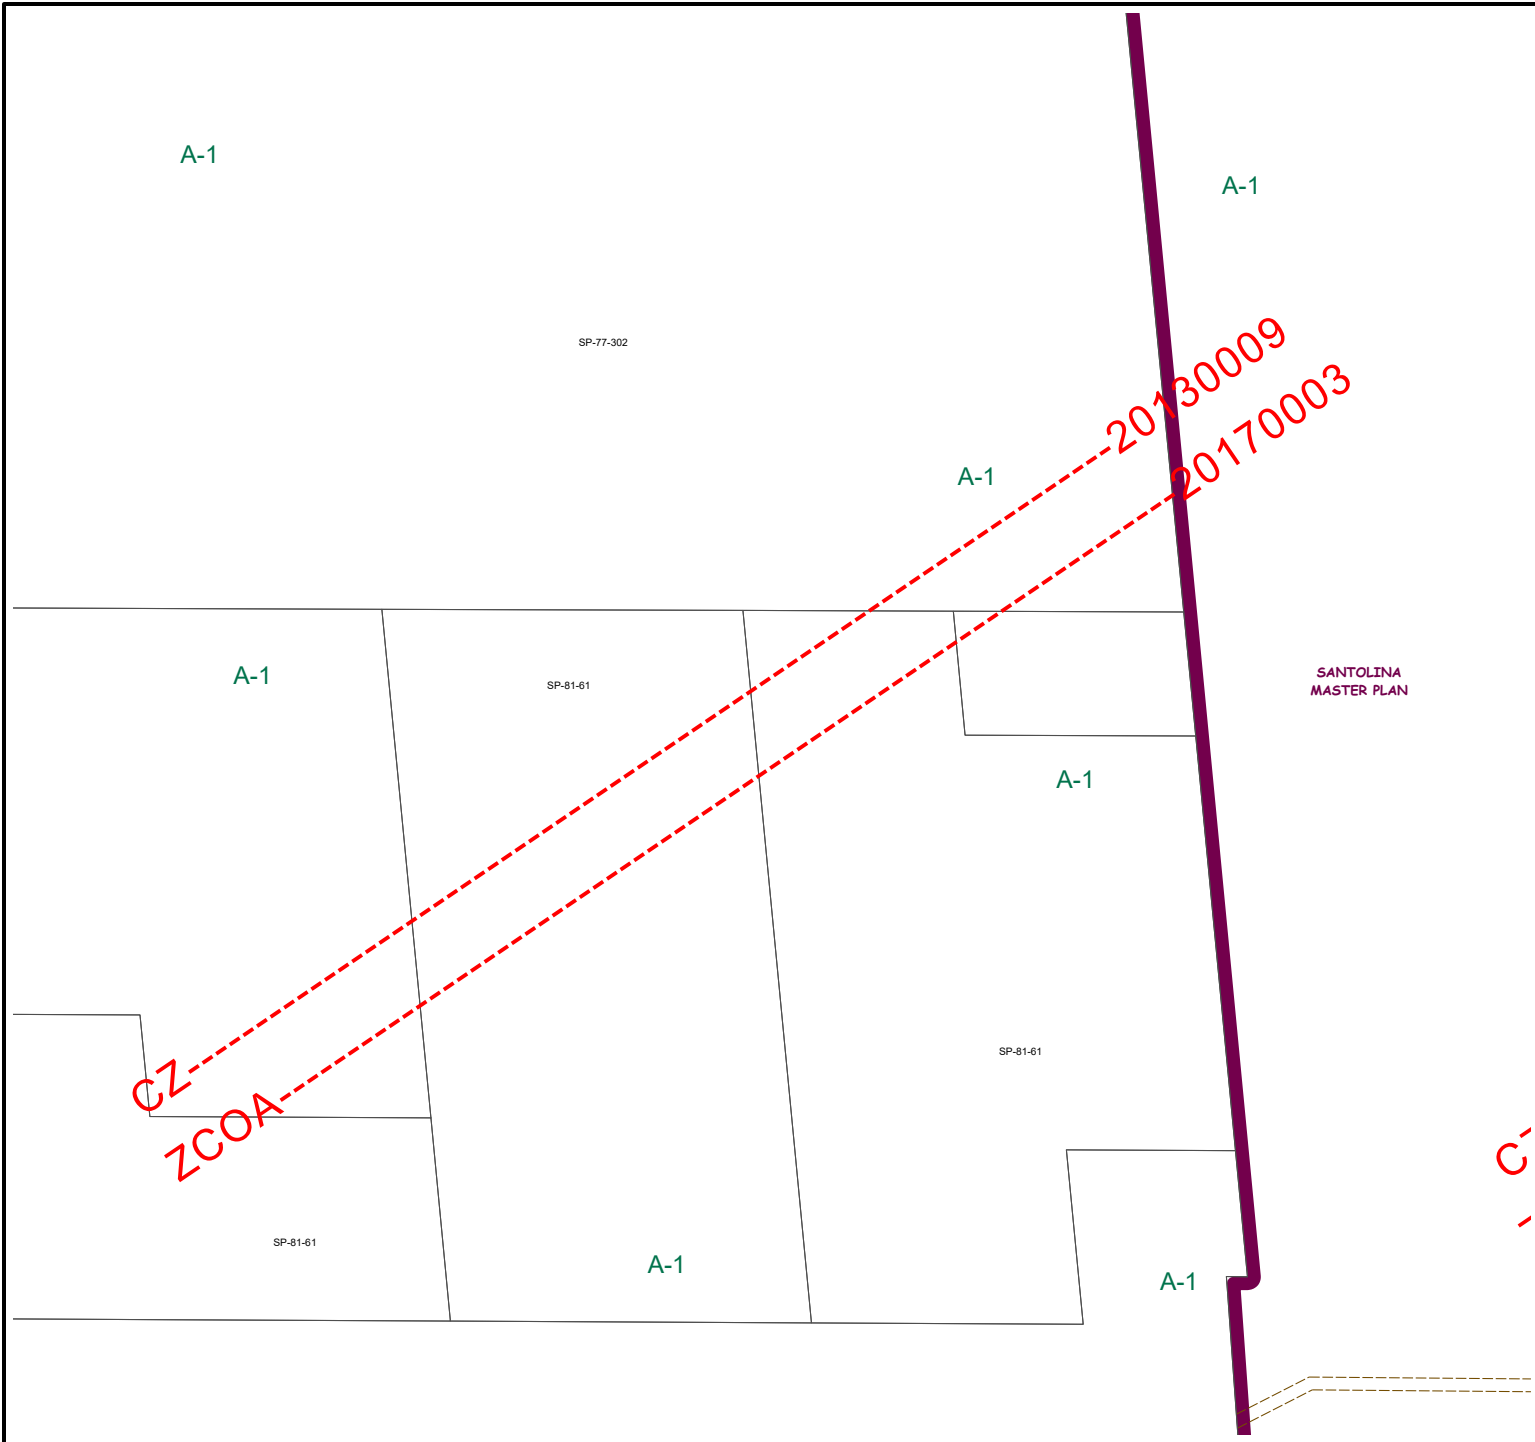 A-1
A-1
SP-77-302
20130009
20170003
A-1
A-1
SP-81-61
SANTOLINA
MASTER PLAN
A-1
SP-81-61
CZ
ZCOA
SP-81-61
A-1
A-1